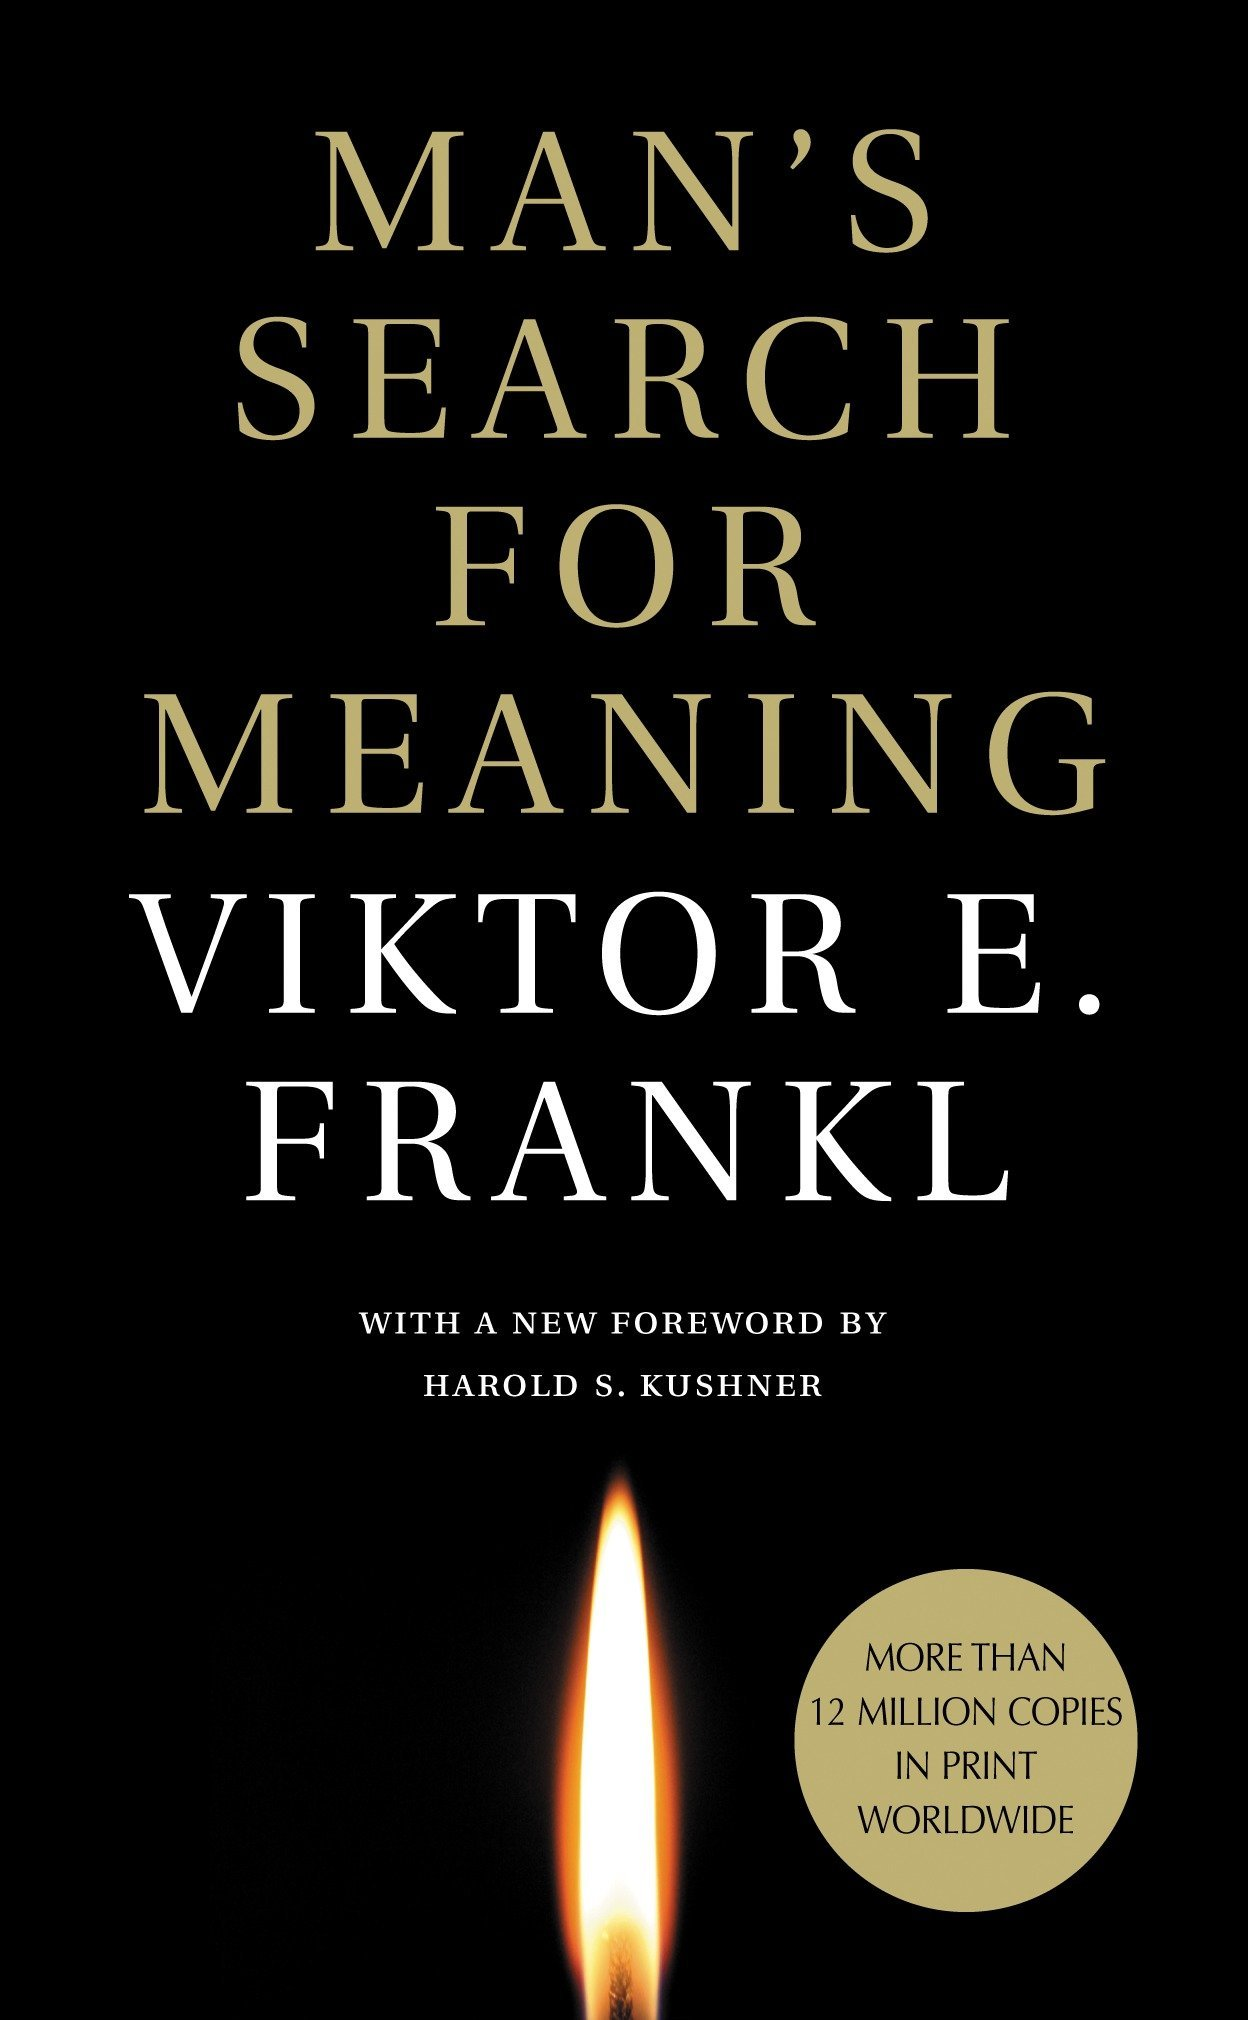 MAN’S
SEARCH
FOR
MEANING
VIKTOR E.
FRANKL
WITH A NEW FOREWORD BY
HAROLD S. KUSHNER
MORE THAN
12 MILLION COPIES
IN PRINT
WORLDWIDE